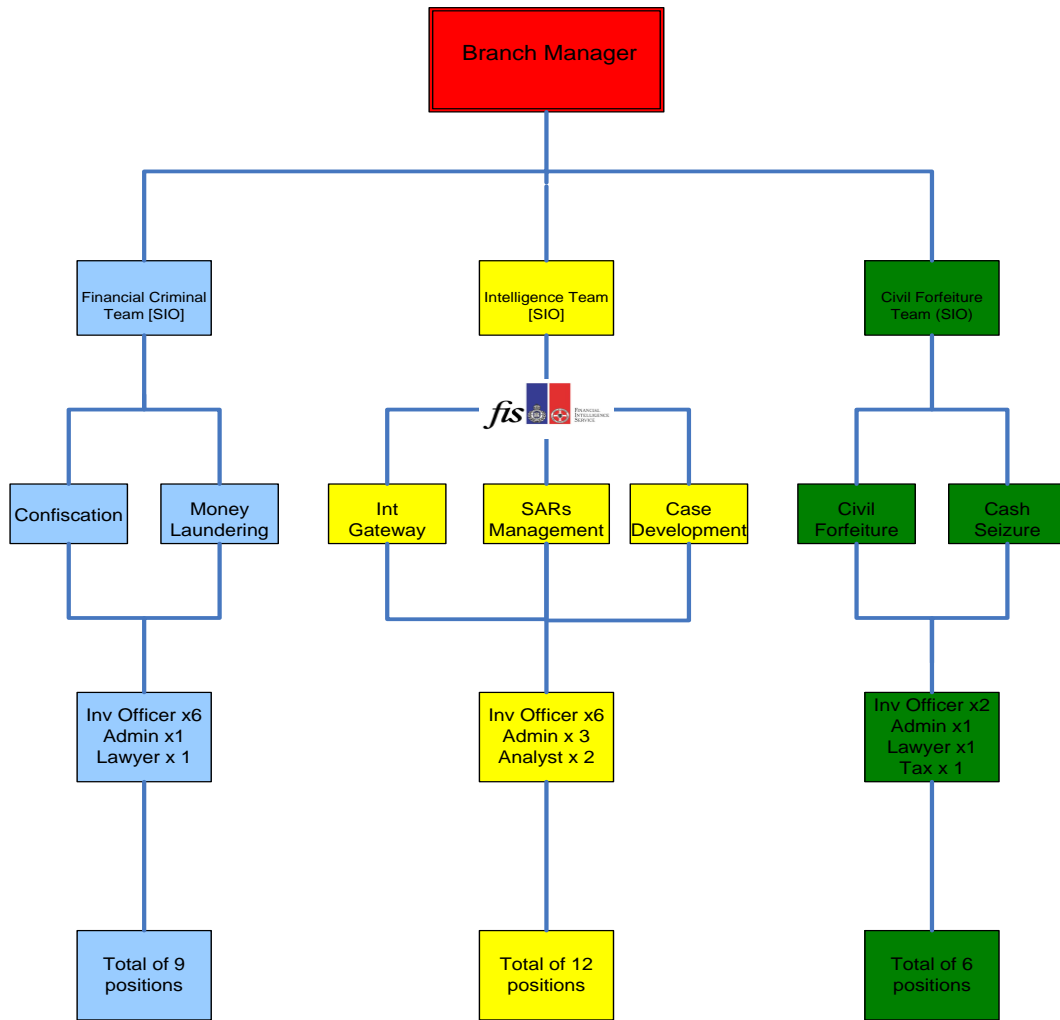 Branch Manager
Financial Criminal
Team [SIO]
Intelligence Team
[SIO]
Civil Forfeiture
Team (SIO)
fis
FINANCIAL
INTELLIGENCE
SERVICE
Confiscation
Money
Laundering
Int
Gateway
SARs
Management
Case
Development
Civil
Forfeiture
Cash
Seizure
Inv Officer x6
Admin x1
Lawyer x 1
Inv Officer x6
Admin x 3
Analyst x 2
Inv Officer x2
Admin x1
Lawyer x1
Tax x 1
Total of 9
positions
Total of 12
positions
Total of 6
positions